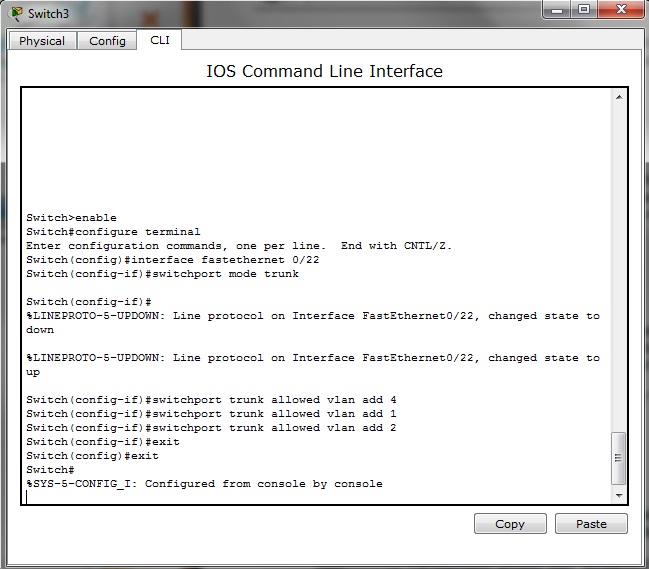 Switch3
Physical Config CLI
IOS Command Line Interface
Switch>enable
Switch#configure terminal
Enter configuration commands, one per line.  End with CNTL/Z.
Switch(config)#interface fastethernet 0/22
Switch(config-if)#switchport mode trunk
Switch(config-if)#
%LINEPROTO-5-UPDOWN: Line protocol on Interface FastEthernet0/22, changed state to
down
%LINEPROTO-5-UPDOWN: Line protocol on Interface FastEthernet0/22, changed state to
up
Switch(config-if)#switchport trunk allowed vlan add 4
Switch(config-if)#switchport trunk allowed vlan add 1
Switch(config-if)#switchport trunk allowed vlan add 2
Switch(config-if)#exit
Switch(config)#exit
Switch#
%SYS-5-CONFIG_I: Configured from console by console
Copy Paste